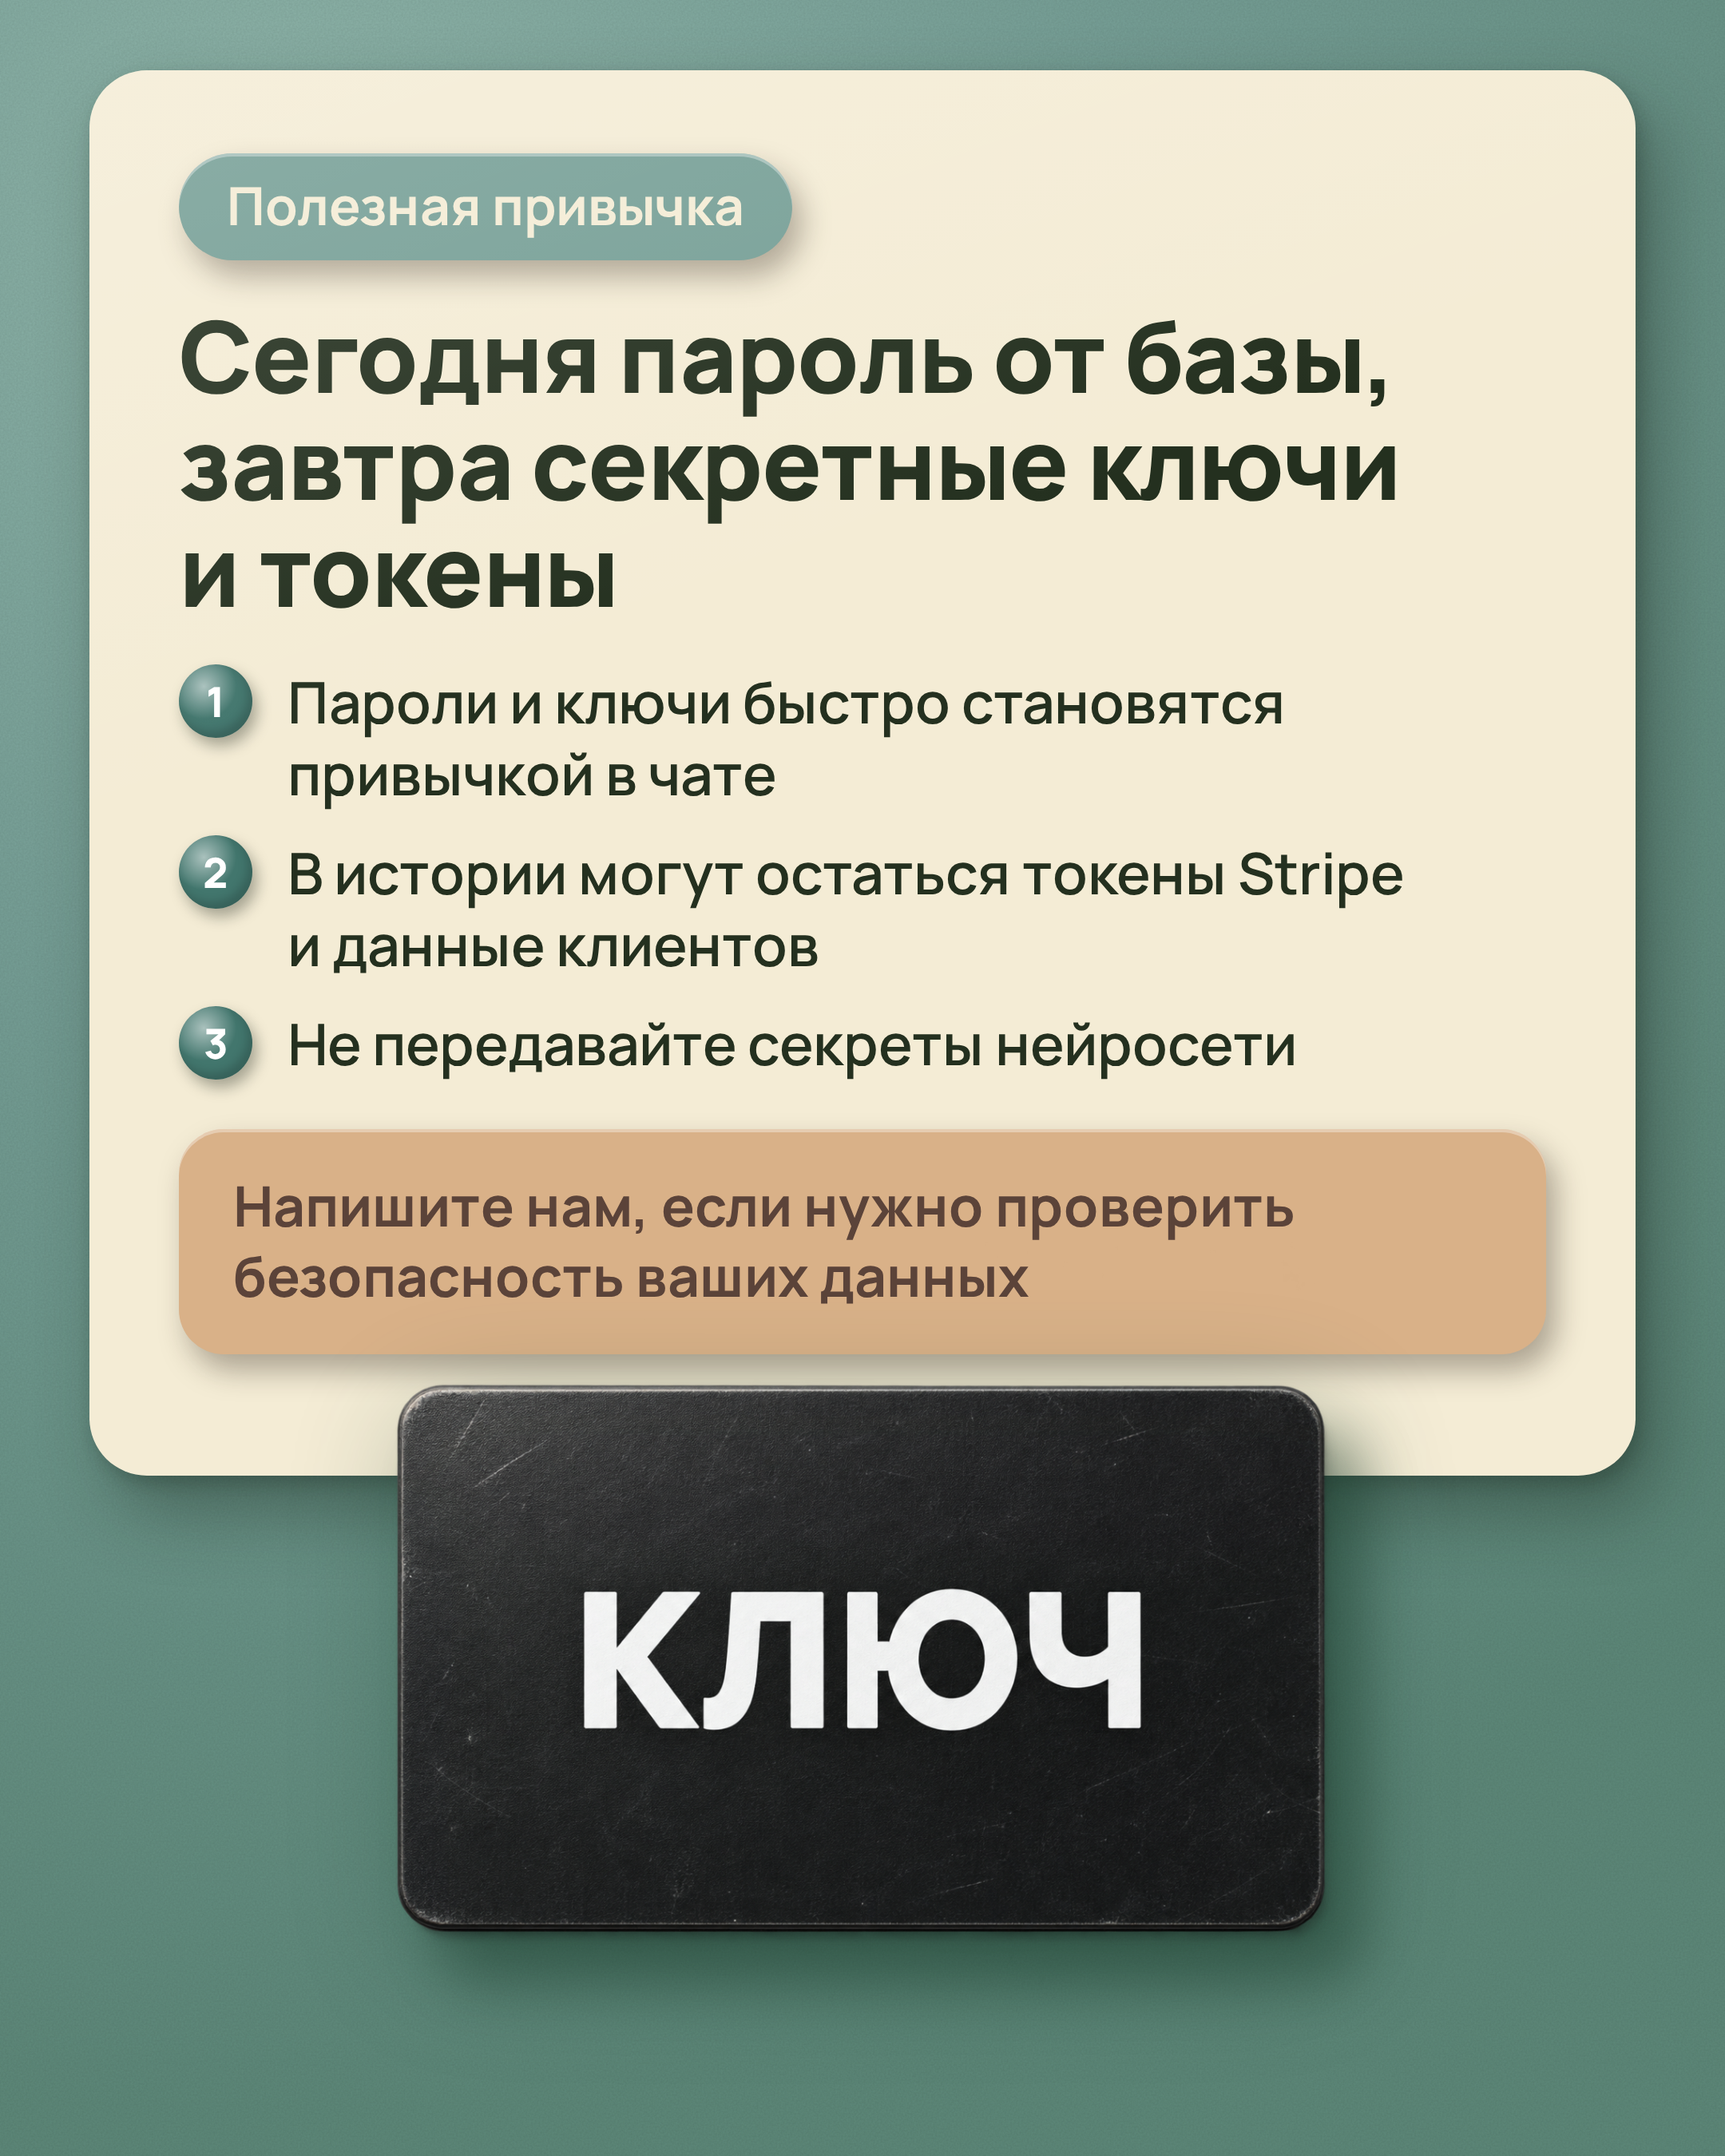 Полезная привычка
Сегодня пароль от базы,
завтра секретные ключи
и токены
1 Пароли и ключи быстро становятся
привычкой в чате
2 В истории могут остаться токены Stripe
и данные клиентов
3 Не передавайте секреты нейросети
Напишите нам, если нужно проверить
безопасность ваших данных
КЛЮЧ